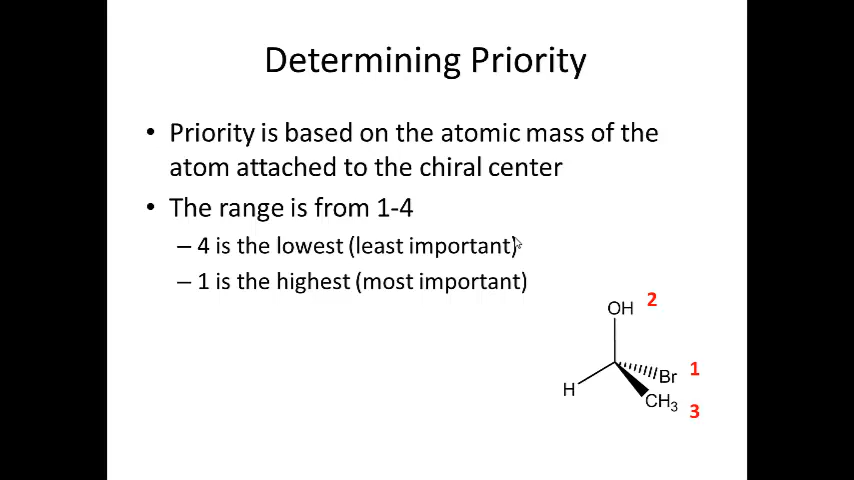 Determining Priority
• Priority is based on the atomic mass of the
atom attached to the chiral center
• The range is from 1-4
– 4 is the lowest (least important)
– 1 is the highest (most important)
OH 2
Br 1
H
CH3 3